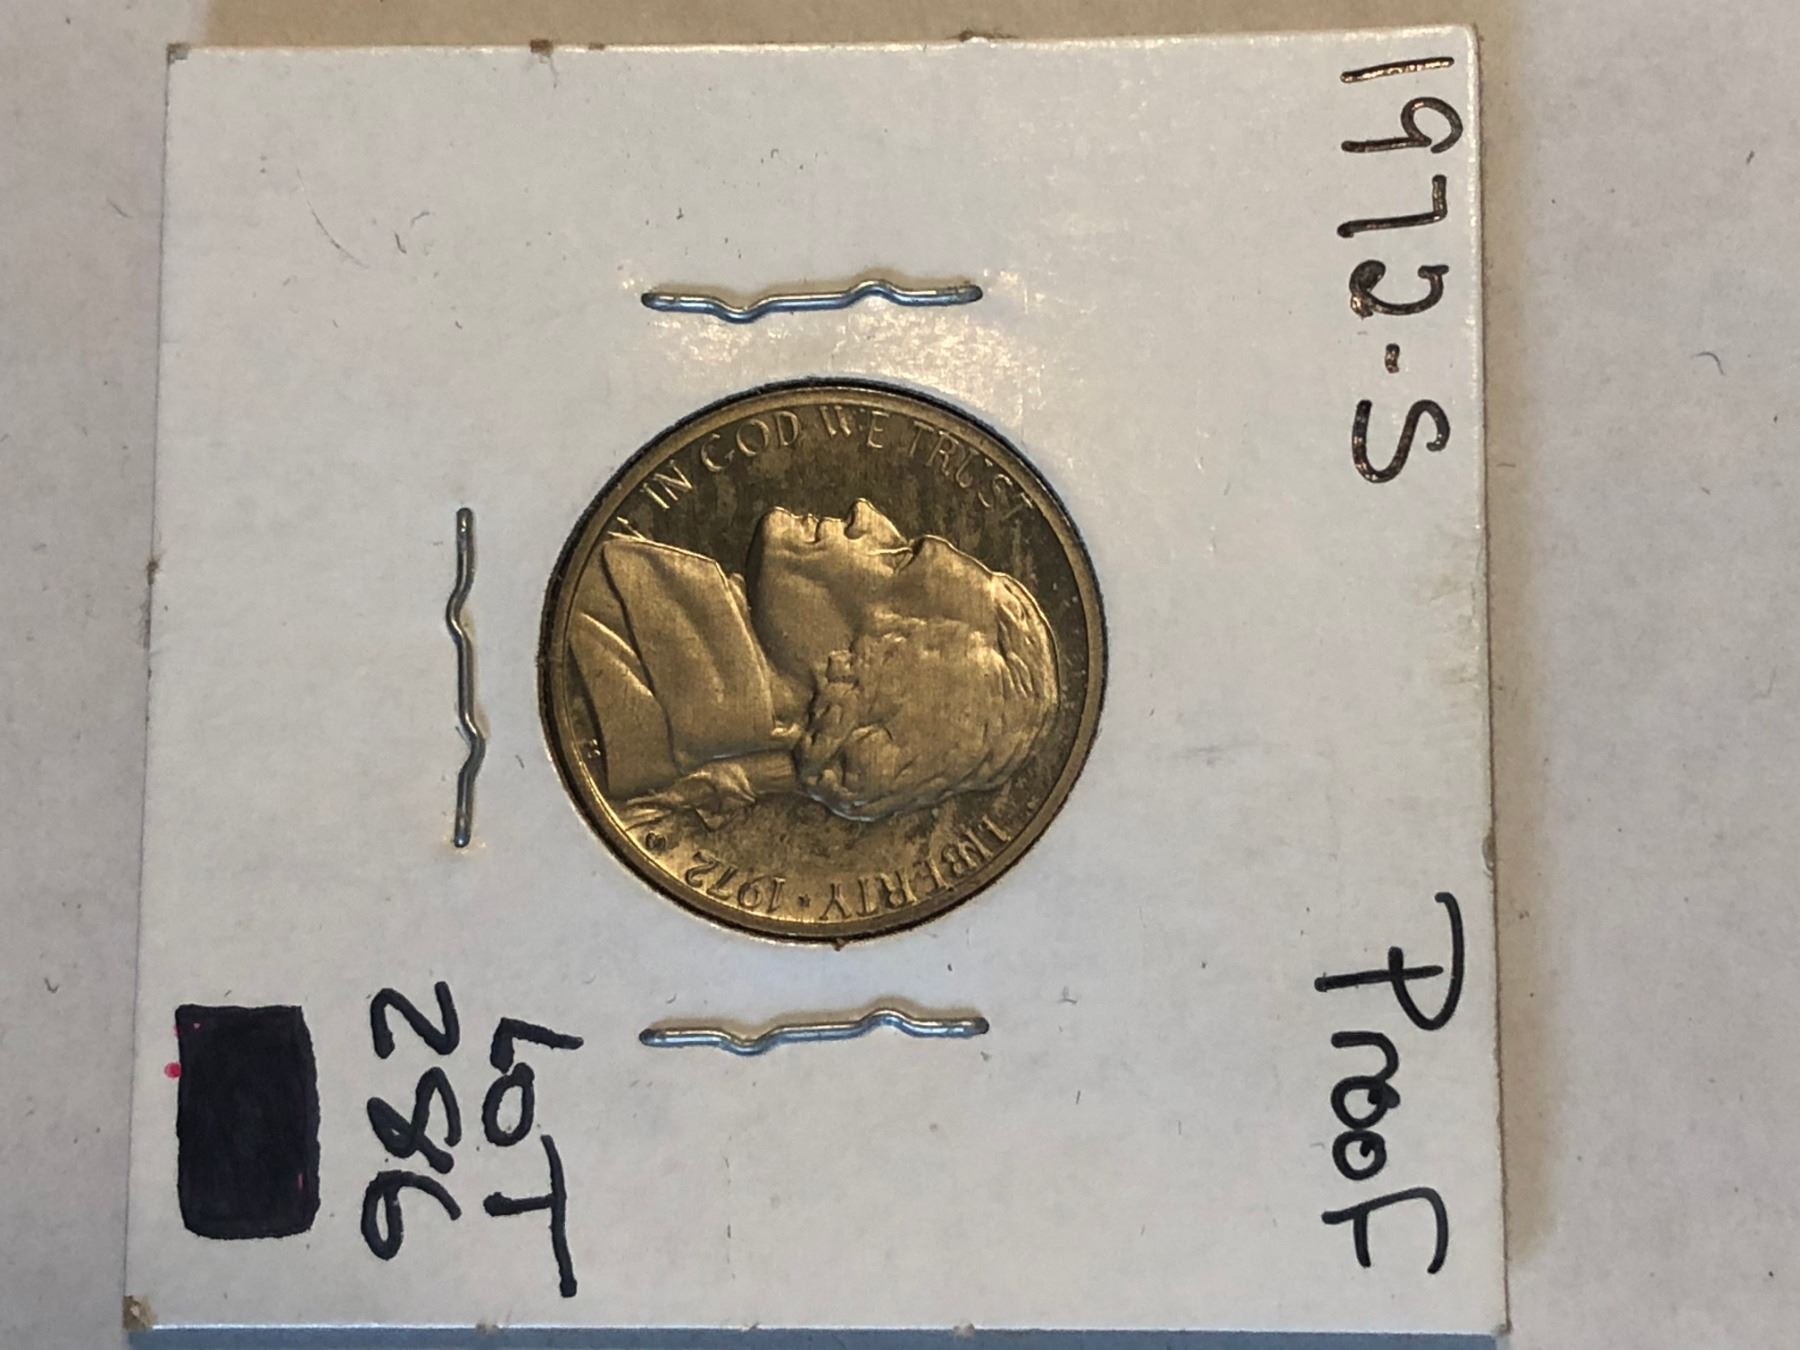 1972-S Proof
IN GOD WE TRUST
LIBERTY * 1972 S
LOT
286